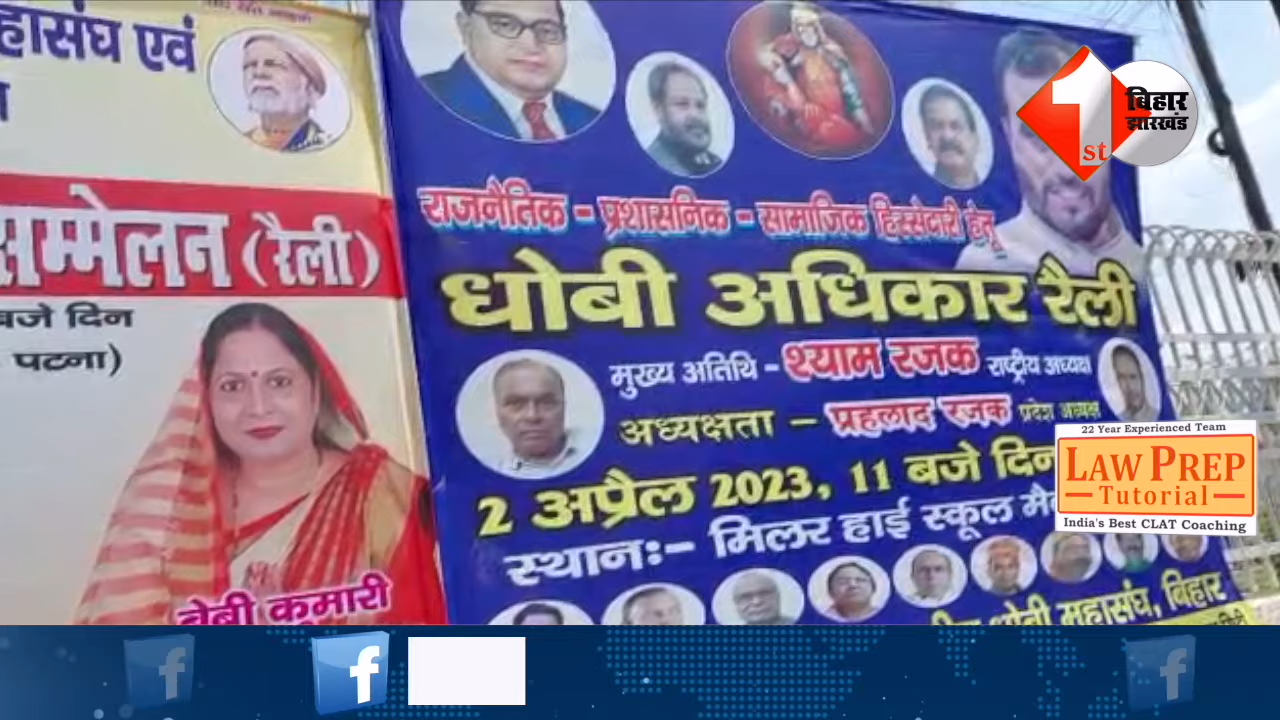 हासंघ एवं
सम्मेलन (रैली)
बजे दिन
पटना)
बेबी कुमारी
राजनैतिक - प्रशासनिक - सामाजिक हिस्सेदारी हेतू
धोबी अधिकार रैली
मुख्य अतिथि - श्याम रजक राष्ट्रीय अध्यक्ष
अध्यक्षता - प्रहलाद रजक प्रदेश अध्यक्ष
2 अप्रैल 2023, 11 बजे दिन
स्थानः- मिलर हाई स्कूल
धोबी महासंघ, बिहार
1st
बिहार
झारखंड
22 Year Experienced Team
LAW PREP
Tutorial
India's Best CLAT Coaching